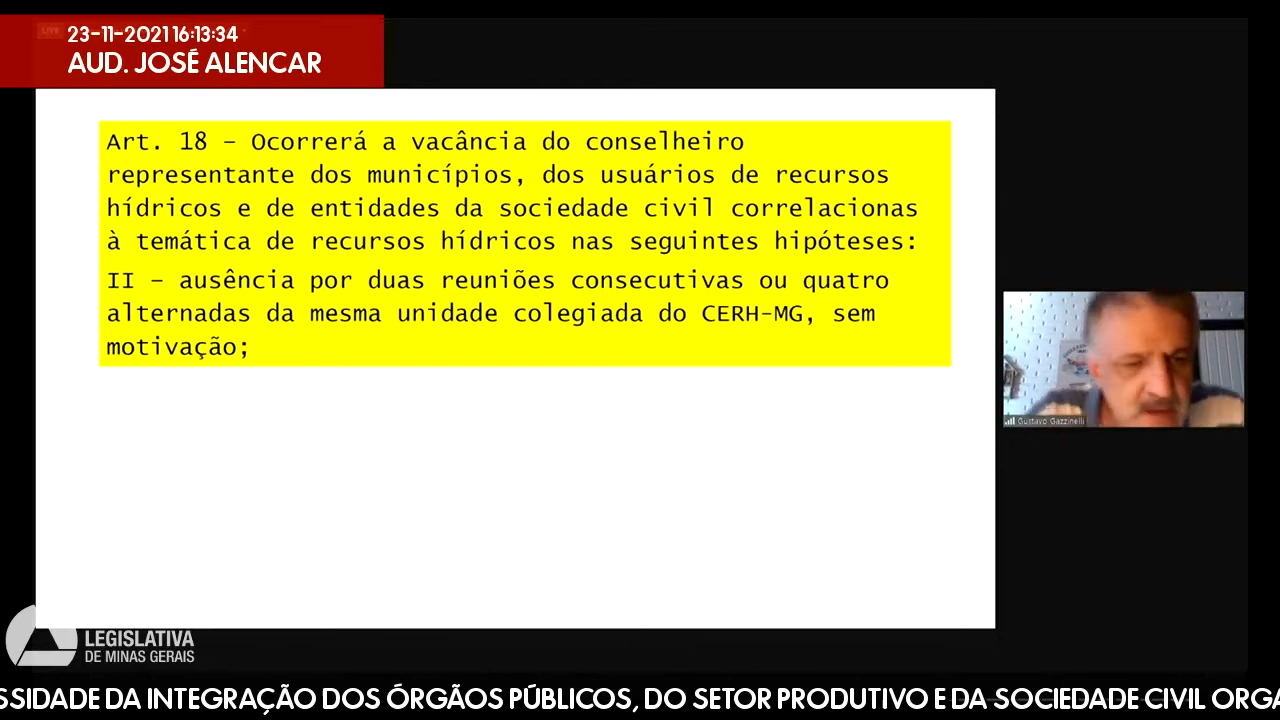 LIVE
23-11-2021 16:13:34
AUD. JOSÉ ALENCAR
Art. 18 – Ocorrerá a vacância do conselheiro
representante dos municípios, dos usuários de recursos
hídricos e de entidades da sociedade civil correlacionas
à temática de recursos hídricos nas seguintes hipóteses:
II – ausência por duas reuniões consecutivas ou quatro
alternadas da mesma unidade colegiada do CERH-MG, sem
motivação;
Gustavo Gazzinelli
LEGISLATIVA
DE MINAS GERAIS
SSIDADE DA INTEGRAÇÃO DOS ÓRGÃOS PÚBLICOS, DO SETOR PRODUTIVO E DA SOCIEDADE CIVIL ORGA